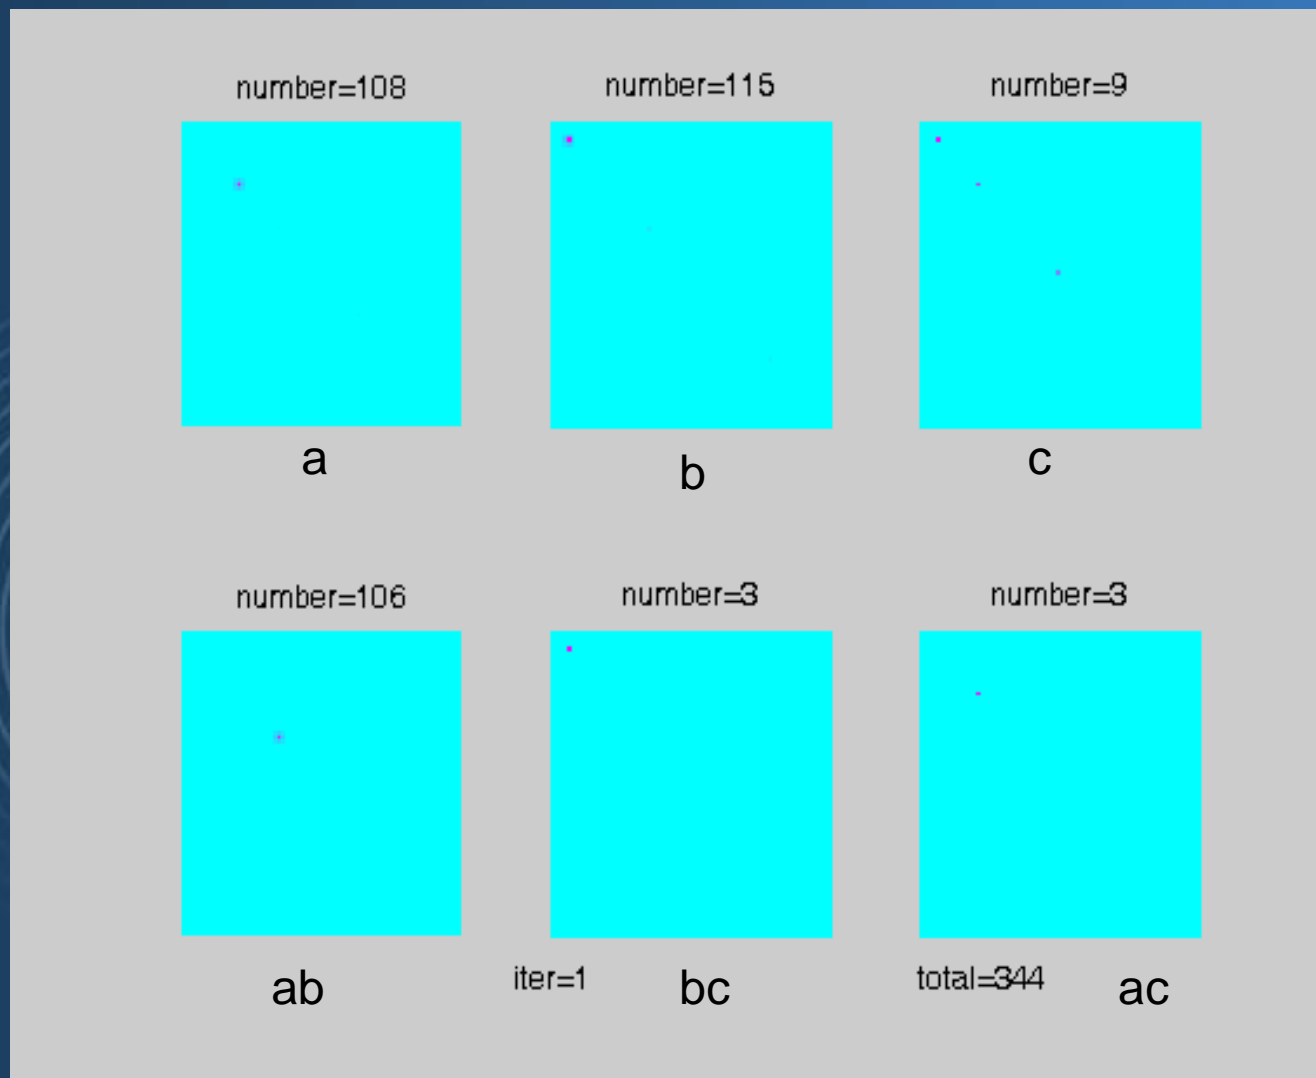 number=108
number=115
number=9
a
b
c
number=106
number=3
number=3
ab
iter=1
bc
total=344
ac